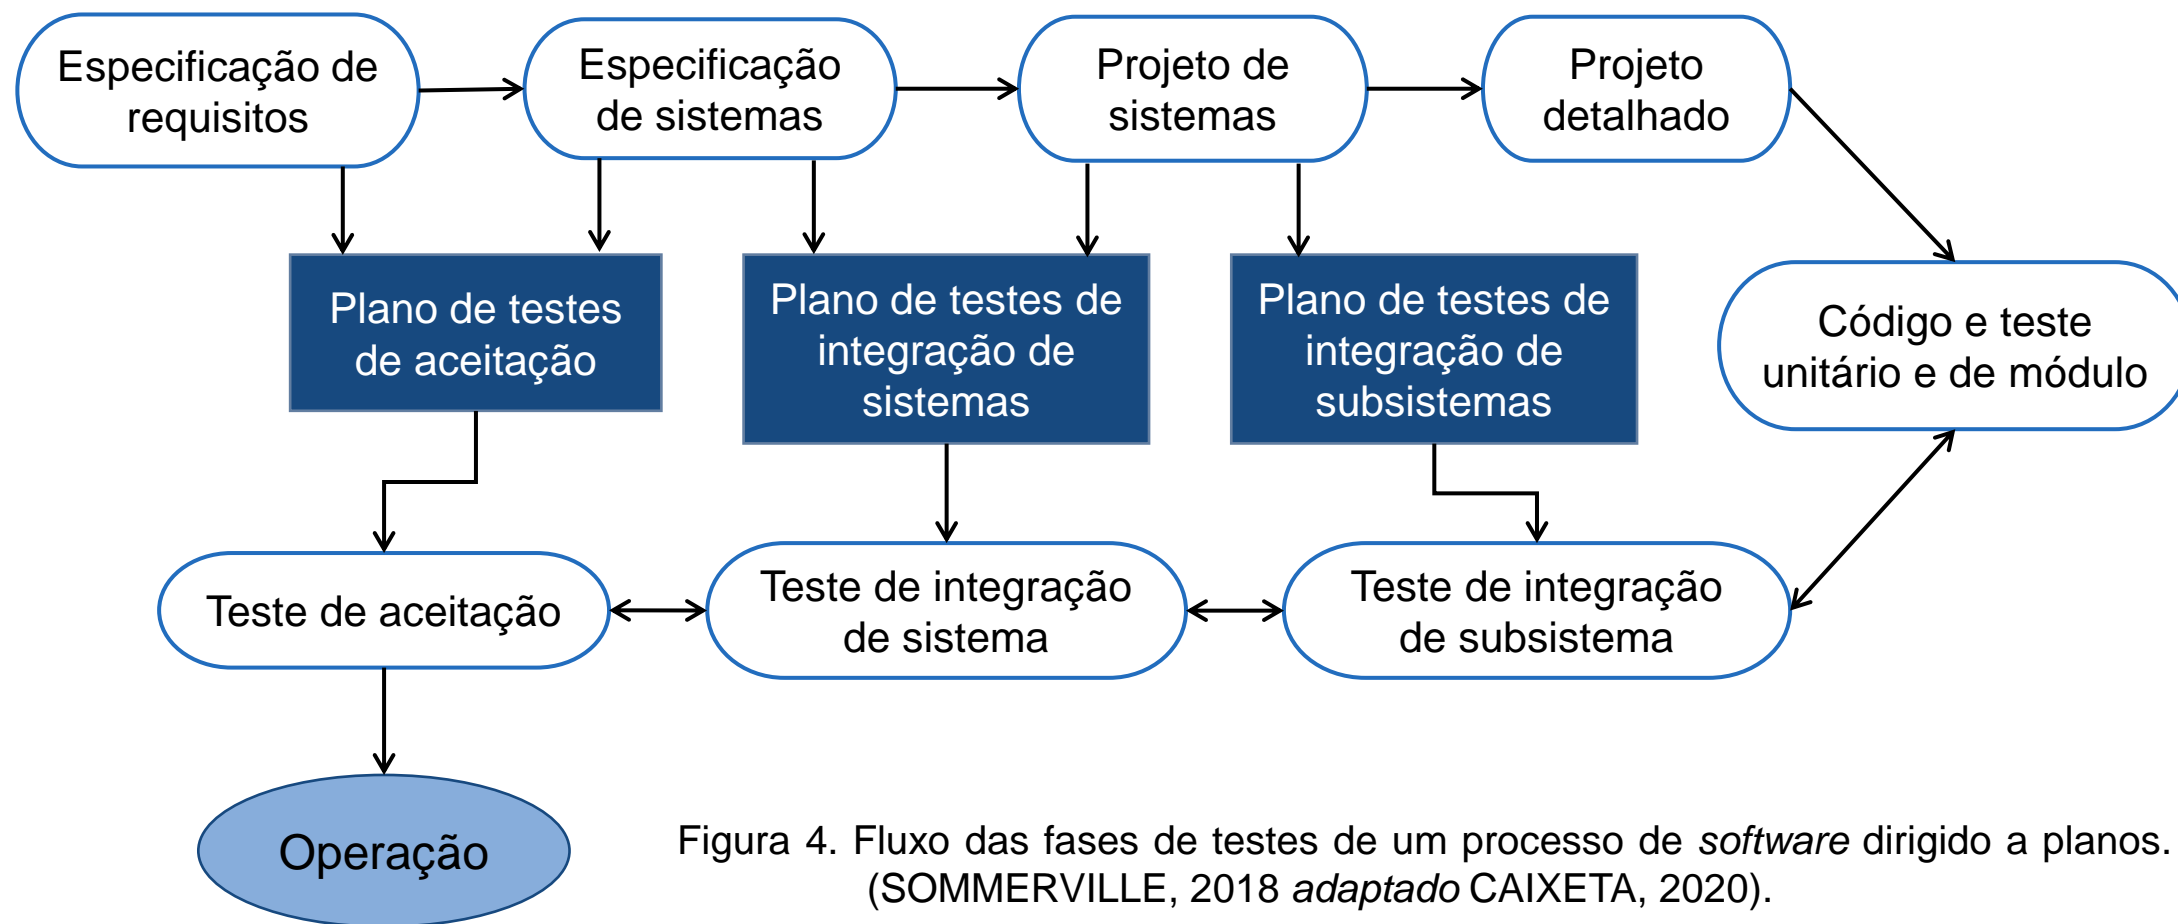 Especificação de
requisitos
Especificação
de sistemas
Projeto de
sistemas
Projeto
detalhado
Plano de testes
de aceitação
Plano de testes de
integração de
sistemas
Plano de testes de
integração de
subsistemas
Código e teste
unitário e de módulo
Teste de aceitação
Teste de integração
de sistema
Teste de integração
de subsistema
Operação
Figura 4. Fluxo das fases de testes de um processo de software dirigido a planos.
(SOMMERVILLE, 2018 adaptado CAIXETA, 2020).